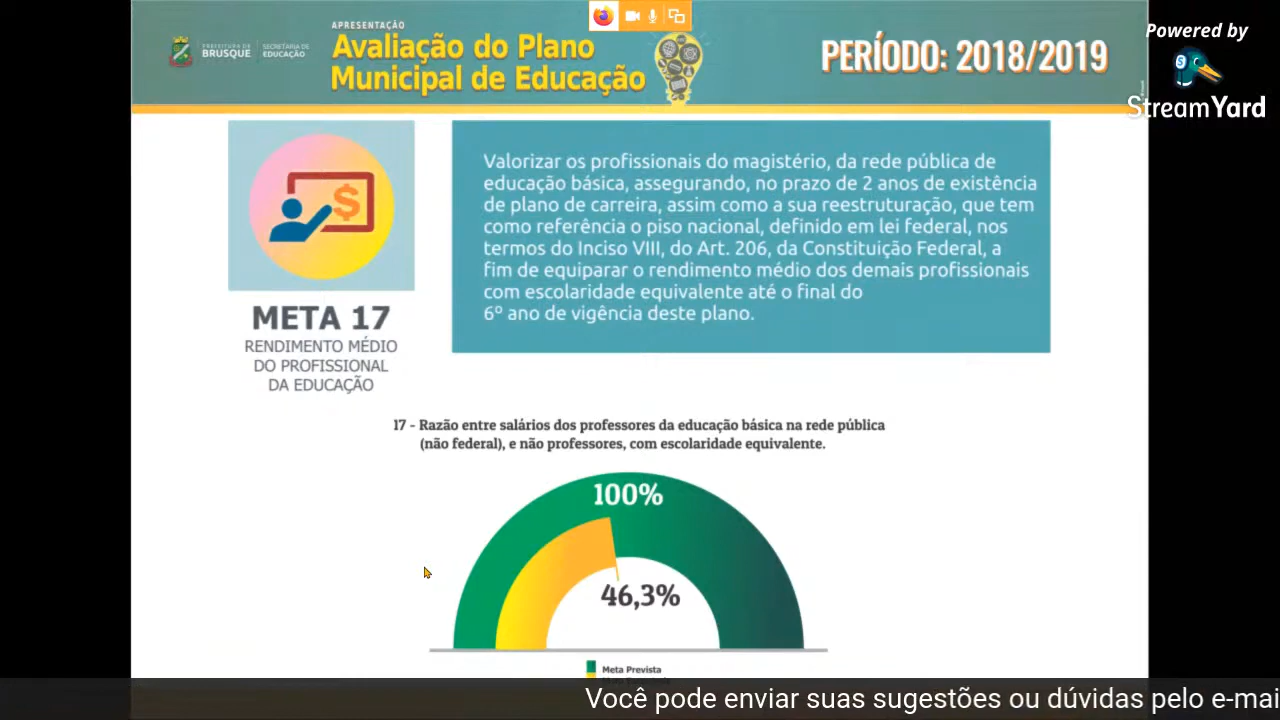 APRESENTAÇÃO
Avaliação do Plano
Municipal de Educação
PREFEITURA DE
BRUSQUE
SECRETARIA DE
EDUCAÇÃO
PERÍODO: 2018/2019
Powered by
StreamYard
Valorizar os profissionais do magistério, da rede pública de
educação básica, assegurando, no prazo de 2 anos de existência
de plano de carreira, assim como a sua reestruturação, que tem
como referência o piso nacional, definido em lei federal, nos
termos do Inciso VIII, do Art. 206, da Constituição Federal, a
fim de equiparar o rendimento médio dos demais profissionais
com escolaridade equivalente até o final do
6º ano de vigência deste plano.
META 17
RENDIMENTO MÉDIO
DO PROFISSIONAL
DA EDUCAÇÃO
17 - Razão entre salários dos professores da educação básica na rede pública
(não federal), e não professores, com escolaridade equivalente.
100%
46,3%
Meta Prevista
Você pode enviar suas sugestões ou dúvidas pelo e-mai